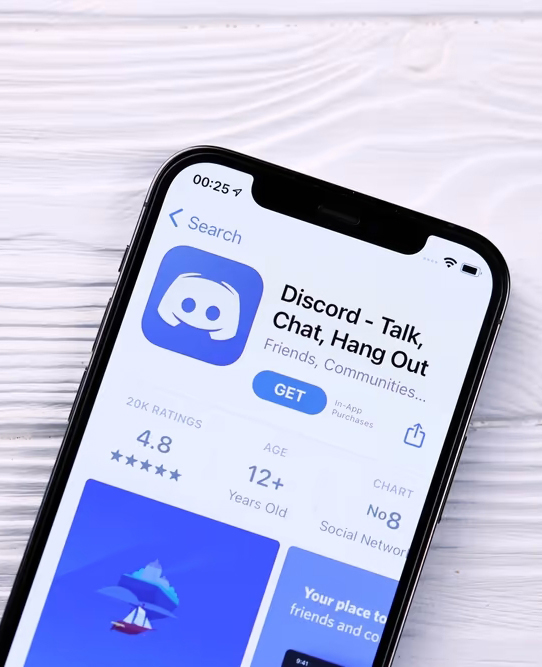 00:25
Search
Discord - Talk,
Chat, Hang Out
Friends, Communities...
GET
In-App
Purchases
20K RATINGS
4.8
AGE
12+
Years Old
CHART
No8
Social Networ
Your place to
friends and co
9:41